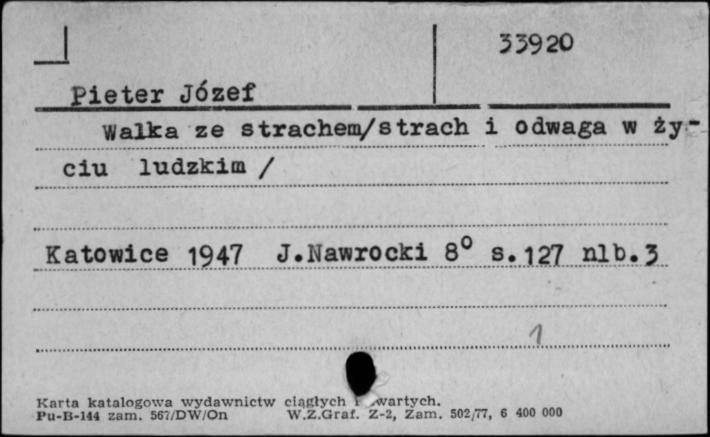 33920
Pieter Józef
Walka ze strachem/strach i odwaga w ży-
ciu ludzkim /
Katowice 1947 J.Nawrocki 8° s.127 nlb.3
1
Karta katalogowa wydawnictw ciągłych i zwartych.
Pu-B-144 zam. 567/DW/On W.Z.Graf. Z-2, Zam. 502/77, 6 400 000